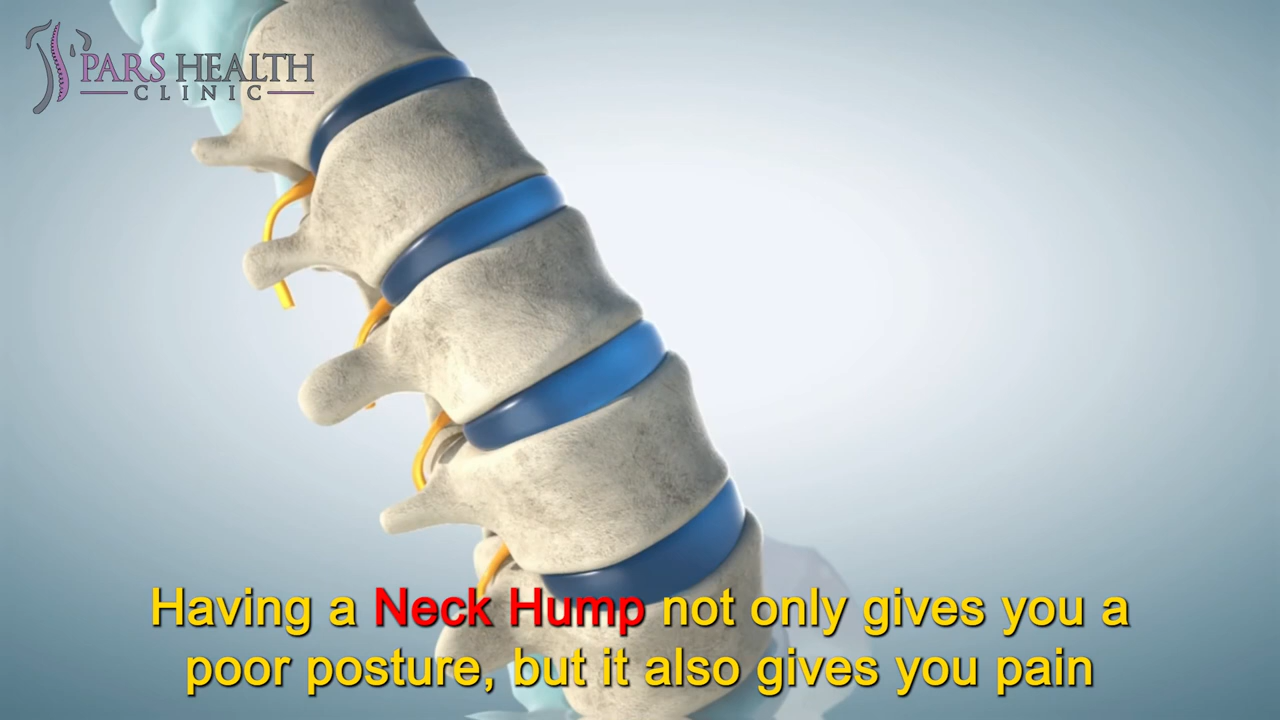 PARS HEALTH
CLINIC
Having a Neck Hump not only gives you a
poor posture, but it also gives you pain